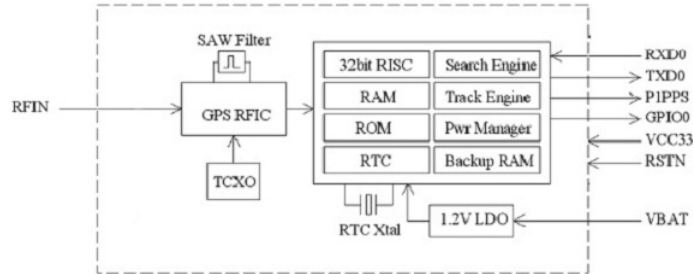 SAW Filter
RFIN
GPS RFIC
TCXO
32bit RISC
Search Engine
RAM
Track Engine
ROM
Pwr Manager
RTC
Backup RAM
RTC Xtal
1.2V LDO
RXD0
TXD0
P1PPS
GPIO0
VCC33
RSTN
VBAT